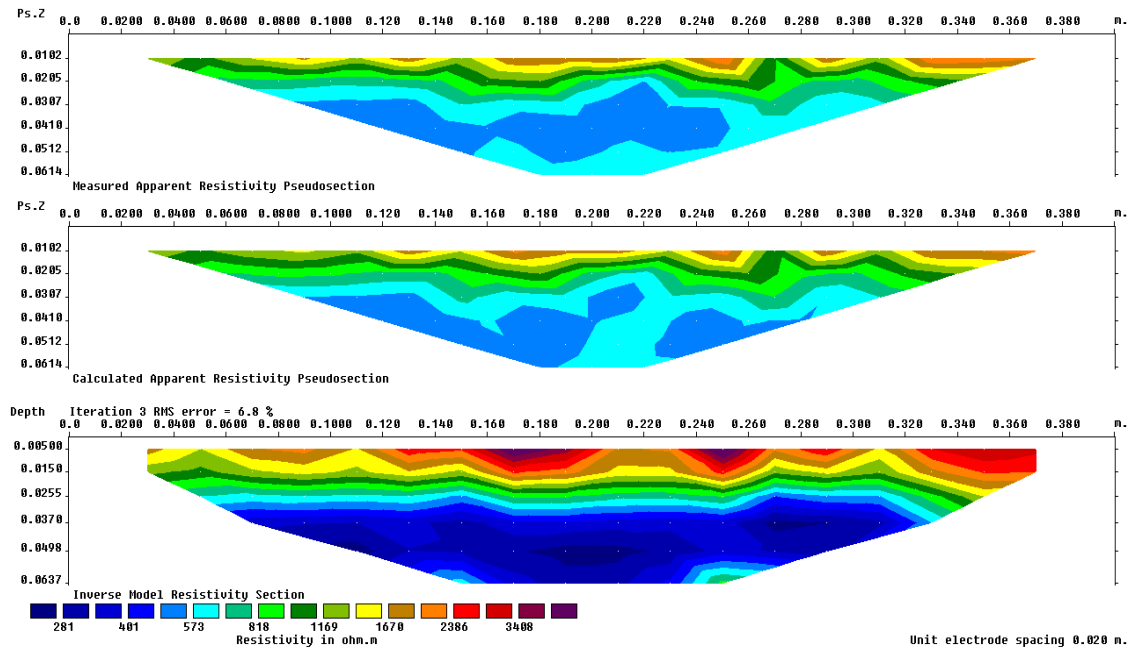 Ps.Z 0.0 0.0200 0.0400 0.0600 0.0800 0.1000 0.120 0.140 0.160 0.180 0.200 0.220 0.240 0.260 0.280 0.300 0.320 0.340 0.360 0.380 m.
0.0102
0.0205
0.0307
0.0410
0.0512
0.0614
Measured Apparent Resistivity Pseudosection
Ps.Z 0.0 0.0200 0.0400 0.0600 0.0800 0.1000 0.120 0.140 0.160 0.180 0.200 0.220 0.240 0.260 0.280 0.300 0.320 0.340 0.360 0.380 m.
0.0102
0.0205
0.0307
0.0410
0.0512
0.0614
Calculated Apparent Resistivity Pseudosection
Depth Iteration 3 RMS error = 6.8 %
0.0 0.0200 0.0400 0.0600 0.0800 0.1000 0.120 0.140 0.160 0.180 0.200 0.220 0.240 0.260 0.280 0.300 0.320 0.340 0.360 0.380 m.
0.00500
0.0150
0.0255
0.0370
0.0498
0.0637
Inverse Model Resistivity Section
281 401 573 818 1169 1670 2386 3408
Resistivity in ohm.m Unit electrode spacing 0.020 m.